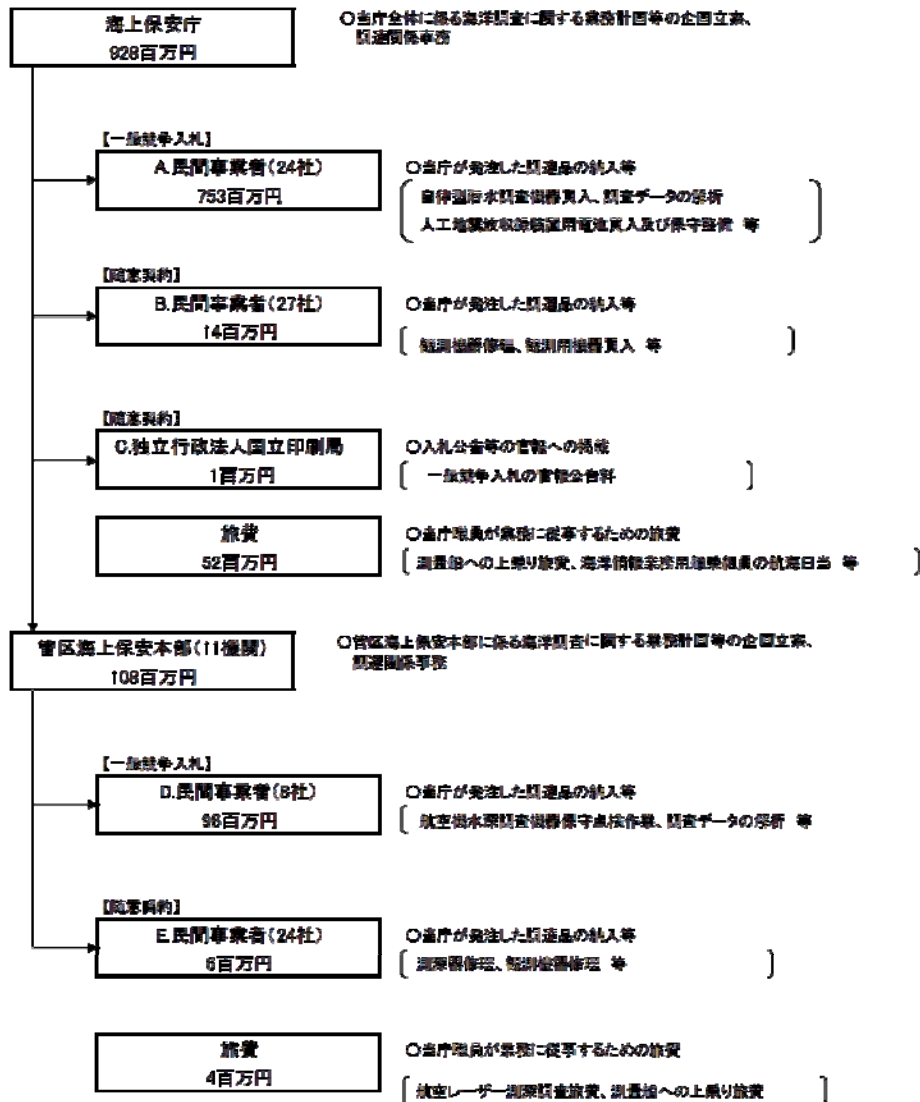 海上保安庁
928百万円
○当庁全体に係る海洋調査に関する業務計画等の企画立案、
調達関係事務
【一般競争入札】
A.民間事業者(24社)
753百万円
○当庁が発注した調達品の納入等
自律型潜水調査機器買入、調査データの解析
人工地震波収録装置用電池買入及び保守整備 等
【随意契約】
B.民間事業者(27社)
14百万円
○当庁が発注した調達品の納入等
観測機器修理、観測用機器買入 等
【随意契約】
C.独立行政法人国立印刷局
1百万円
○入札公告等の官報への掲載
一般競争入札の官報公告料
旅費
52百万円
○当庁職員が業務に従事するための旅費
測量船への上乗り旅費、海洋情報業務用船乗組員の航海日当 等
管区海上保安本部(11機関)
108百万円
○管区海上保安本部に係る海洋調査に関する業務計画等の企画立案、
調達関係事務
【一般競争入札】
D.民間事業者(8社)
98百万円
○当庁が発注した調達品の納入等
航空機水深調査機器保守点検作業、調査データの解析 等
【随意契約】
E.民間事業者(24社)
6百万円
○当庁が発注した調達品の納入等
測深器修理、観測機器修理 等
旅費
4百万円
○当庁職員が業務に従事するための旅費
航空レーザー測深調査旅費、測量船への上乗り旅費